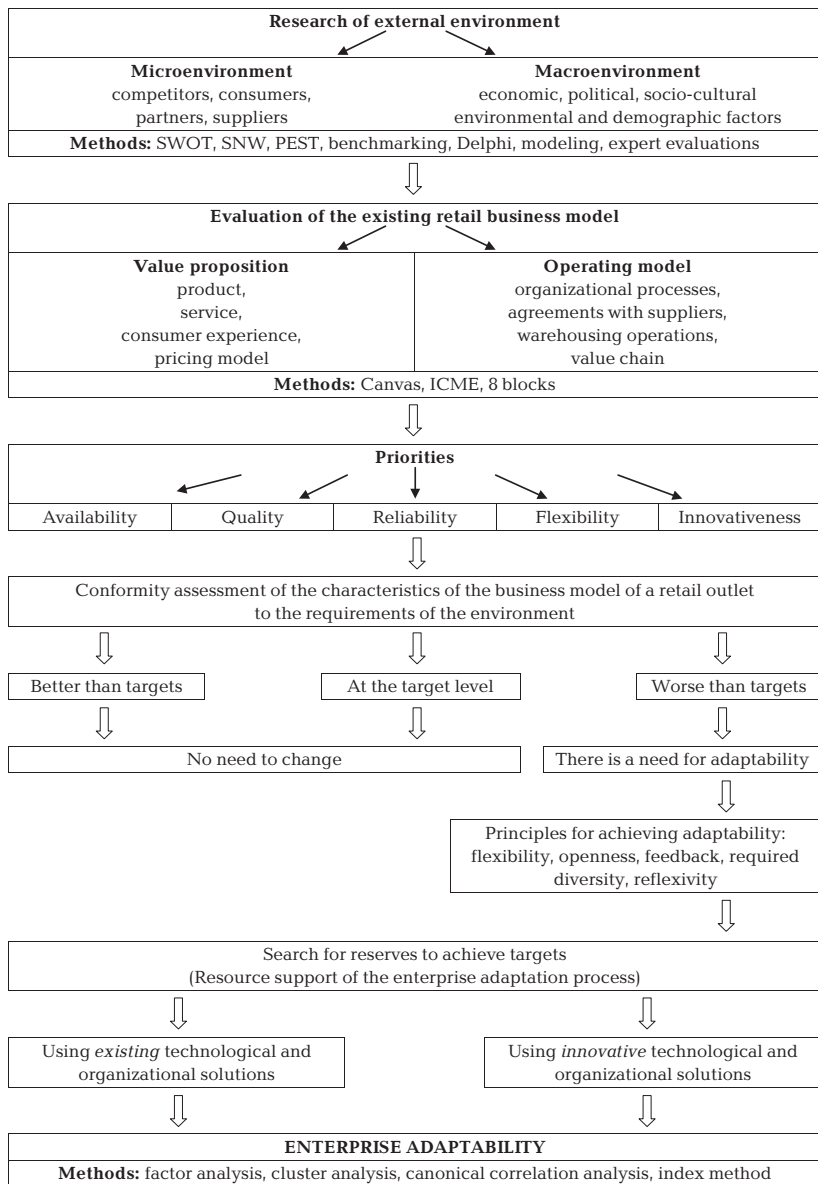 Research of external environment
Microenvironment
competitors, consumers,
partners, suppliers
Macroenvironment
economic, political, socio-cultural
environmental and demographic factors
Methods: SWOT, SNW, PEST, benchmarking, Delphi, modeling, expert evaluations
Evaluation of the existing retail business model
Value proposition
product,
service,
consumer experience,
pricing model
Operating model
organizational processes,
agreements with suppliers,
warehousing operations,
value chain
Methods: Canvas, ICME, 8 blocks
Priorities
Availability
Quality
Reliability
Flexibility
Innovativeness
Conformity assessment of the characteristics of the business model of a retail outlet
to the requirements of the environment
Better than targets
At the target level
Worse than targets
No need to change
There is a need for adaptability
Principles for achieving adaptability:
flexibility, openness, feedback, required
diversity, reflexivity
Search for reserves to achieve targets
(Resource support of the enterprise adaptation process)
Using existing technological and
organizational solutions
Using innovative technological and
organizational solutions
ENTERPRISE ADAPTABILITY
Methods: factor analysis, cluster analysis, canonical correlation analysis, index method